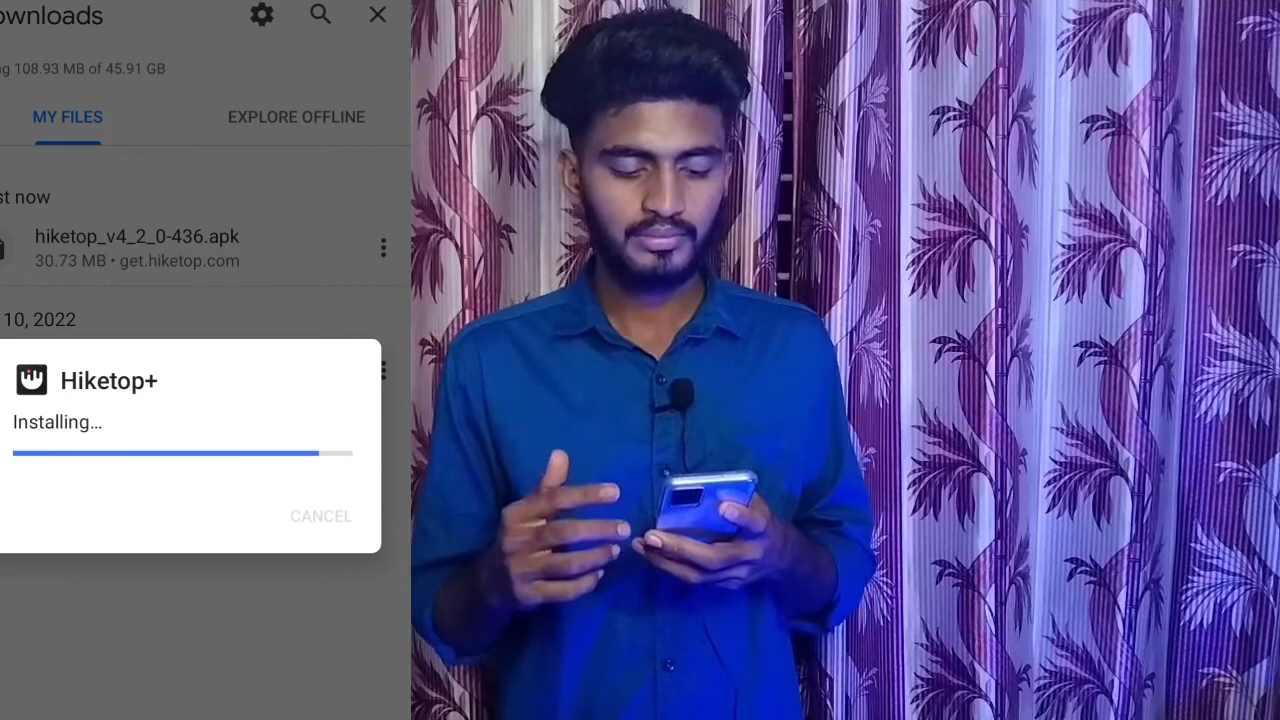 ownloads
g 108.93 MB of 45.91 GB
MY FILES
EXPLORE OFFLINE
st now
hiketop_v4_2_0-436.apk
30.73 MB • get.hiketop.com
10, 2022
Hiketop+
Installing…
CANCEL